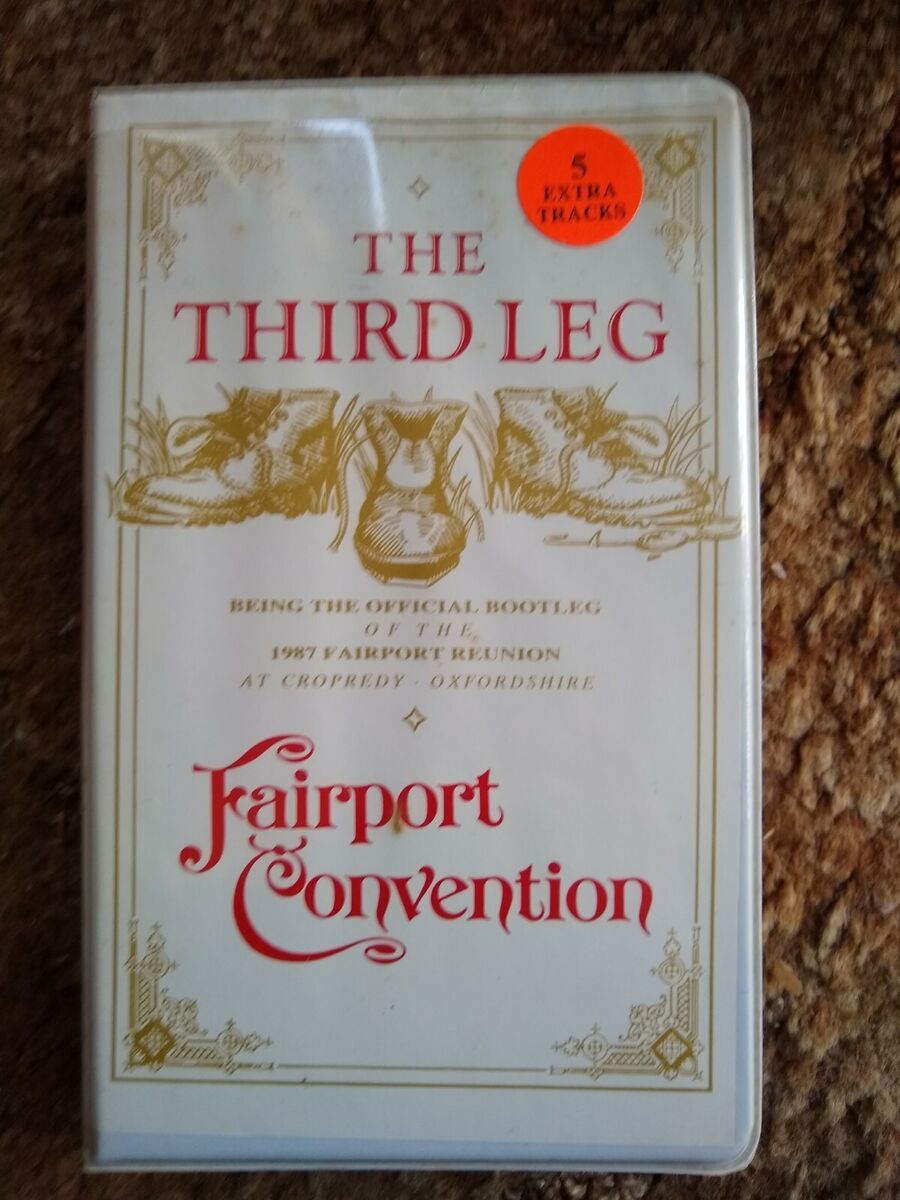 5
EXTRA
TRACKS
THE
THIRD LEG
BEING THE OFFICIAL BOOTLEG
OF THE
1987 FAIRPORT REUNION
AT CROPREDY · OXFORDSHIRE
Fairport
Convention